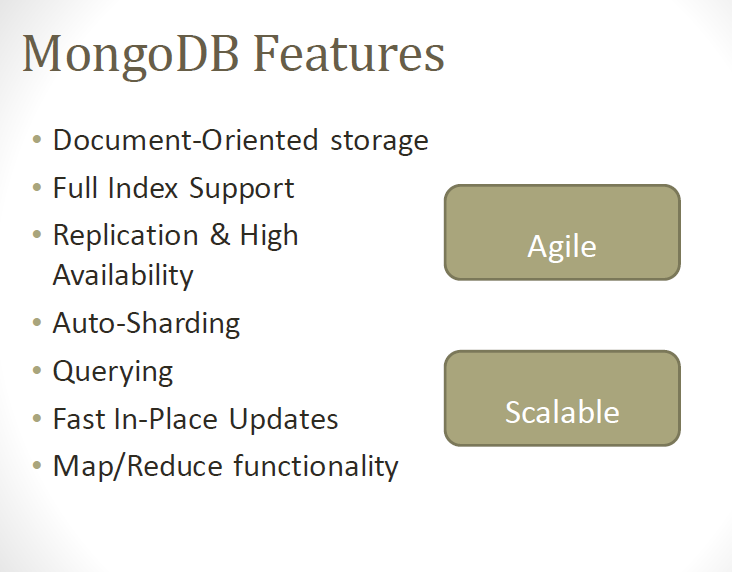 MongoDB Features
• Document-Oriented storage
• Full Index Support
• Replication & High
Availability
• Auto-Sharding
• Querying
• Fast In-Place Updates
• Map/Reduce functionality
Agile
Scalable